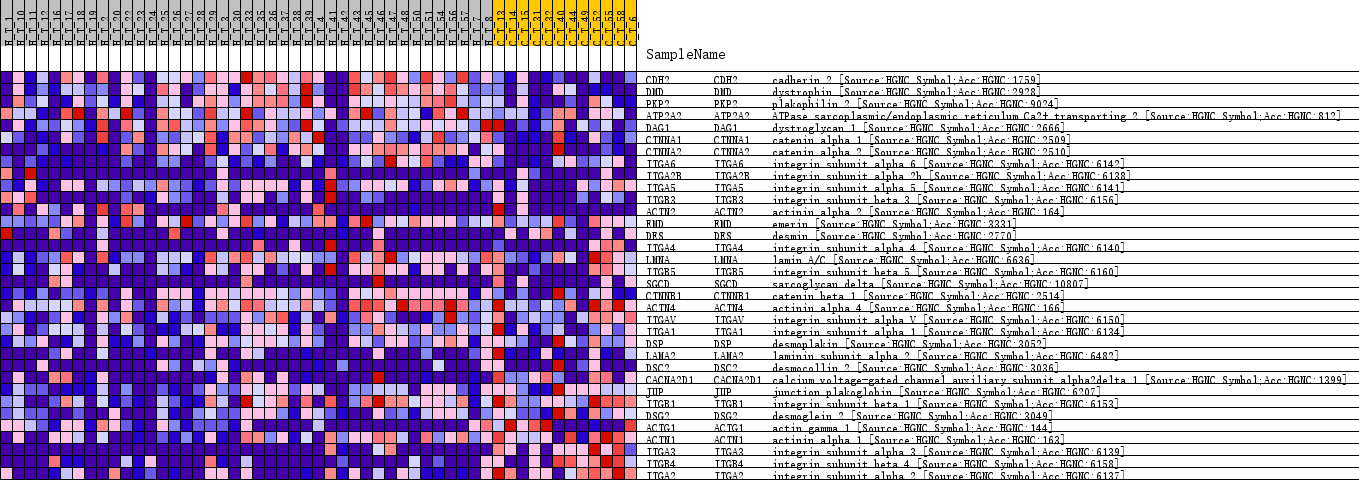 SampleName
CDH2 CDH2 cadherin 2 [Source:HGNC Symbol;Acc:HGNC:1759]
DMD DMD dystrophin [Source:HGNC Symbol;Acc:HGNC:2928]
PKP2 PKP2 plakophilin 2 [Source:HGNC Symbol;Acc:HGNC:9024]
ATP2A2 ATP2A2 ATPase sarcoplasmic/endoplasmic reticulum Ca2+ transporting 2 [Source:HGNC Symbol;Acc:HGNC:812]
DAG1 DAG1 dystroglycan 1 [Source:HGNC Symbol;Acc:HGNC:2666]
CTNNA1 CTNNA1 catenin alpha 1 [Source:HGNC Symbol;Acc:HGNC:2509]
CTNNA2 CTNNA2 catenin alpha 2 [Source:HGNC Symbol;Acc:HGNC:2510]
ITGA6 ITGA6 integrin subunit alpha 6 [Source:HGNC Symbol;Acc:HGNC:6142]
ITGA2B ITGA2B integrin subunit alpha 2b [Source:HGNC Symbol;Acc:HGNC:6138]
ITGA5 ITGA5 integrin subunit alpha 5 [Source:HGNC Symbol;Acc:HGNC:6141]
ITGB3 ITGB3 integrin subunit beta 3 [Source:HGNC Symbol;Acc:HGNC:6156]
ACTN2 ACTN2 actinin alpha 2 [Source:HGNC Symbol;Acc:HGNC:164]
EMD EMD emerin [Source:HGNC Symbol;Acc:HGNC:3331]
DES DES desmin [Source:HGNC Symbol;Acc:HGNC:2770]
ITGA4 ITGA4 integrin subunit alpha 4 [Source:HGNC Symbol;Acc:HGNC:6140]
LMNA LMNA lamin A/C [Source:HGNC Symbol;Acc:HGNC:6636]
ITGB5 ITGB5 integrin subunit beta 5 [Source:HGNC Symbol;Acc:HGNC:6160]
SGCD SGCD sarcoglycan delta [Source:HGNC Symbol;Acc:HGNC:10807]
CTNNB1 CTNNB1 catenin beta 1 [Source:HGNC Symbol;Acc:HGNC:2514]
ACTN4 ACTN4 actinin alpha 4 [Source:HGNC Symbol;Acc:HGNC:166]
ITGAV ITGAV integrin subunit alpha V [Source:HGNC Symbol;Acc:HGNC:6150]
ITGA1 ITGA1 integrin subunit alpha 1 [Source:HGNC Symbol;Acc:HGNC:6134]
DSP DSP desmoplakin [Source:HGNC Symbol;Acc:HGNC:3052]
LAMA2 LAMA2 laminin subunit alpha 2 [Source:HGNC Symbol;Acc:HGNC:6482]
DSC2 DSC2 desmocollin 2 [Source:HGNC Symbol;Acc:HGNC:3036]
CACNA2D1 CACNA2D1 calcium voltage-gated channel auxiliary subunit alpha2delta 1 [Source:HGNC Symbol;Acc:HGNC:1399]
JUP JUP junction plakoglobin [Source:HGNC Symbol;Acc:HGNC:6207]
ITGB1 ITGB1 integrin subunit beta 1 [Source:HGNC Symbol;Acc:HGNC:6153]
DSG2 DSG2 desmoglein 2 [Source:HGNC Symbol;Acc:HGNC:3049]
ACTG1 ACTG1 actin gamma 1 [Source:HGNC Symbol;Acc:HGNC:144]
ACTN1 ACTN1 actinin alpha 1 [Source:HGNC Symbol;Acc:HGNC:163]
ITGA3 ITGA3 integrin subunit alpha 3 [Source:HGNC Symbol;Acc:HGNC:6139]
ITGB4 ITGB4 integrin subunit beta 4 [Source:HGNC Symbol;Acc:HGNC:6158]
ITGA2 ITGA2 integrin subunit alpha 2 [Source:HGNC Symbol;Acc:HGNC:6137]